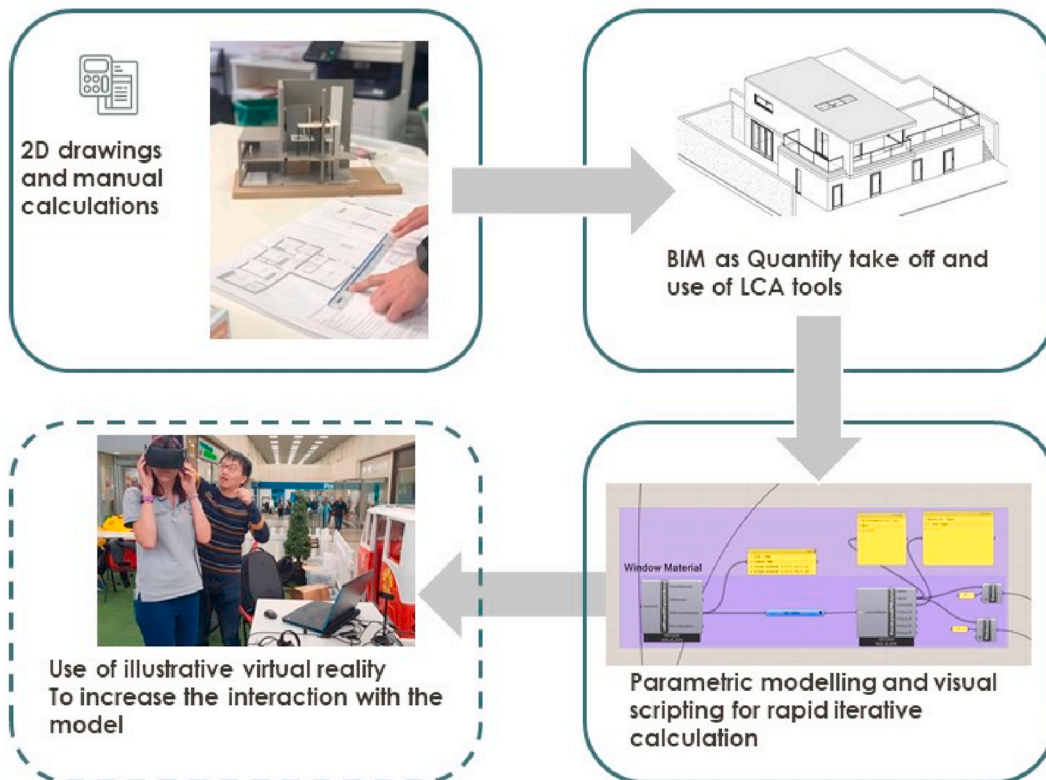 2D drawings
and manual
calculations
BIM as Quantity take off and
use of LCA tools
Window Material
Parametric modelling and visual
scripting for rapid iterative
calculation
Use of illustrative virtual reality
To increase the interaction with the
model